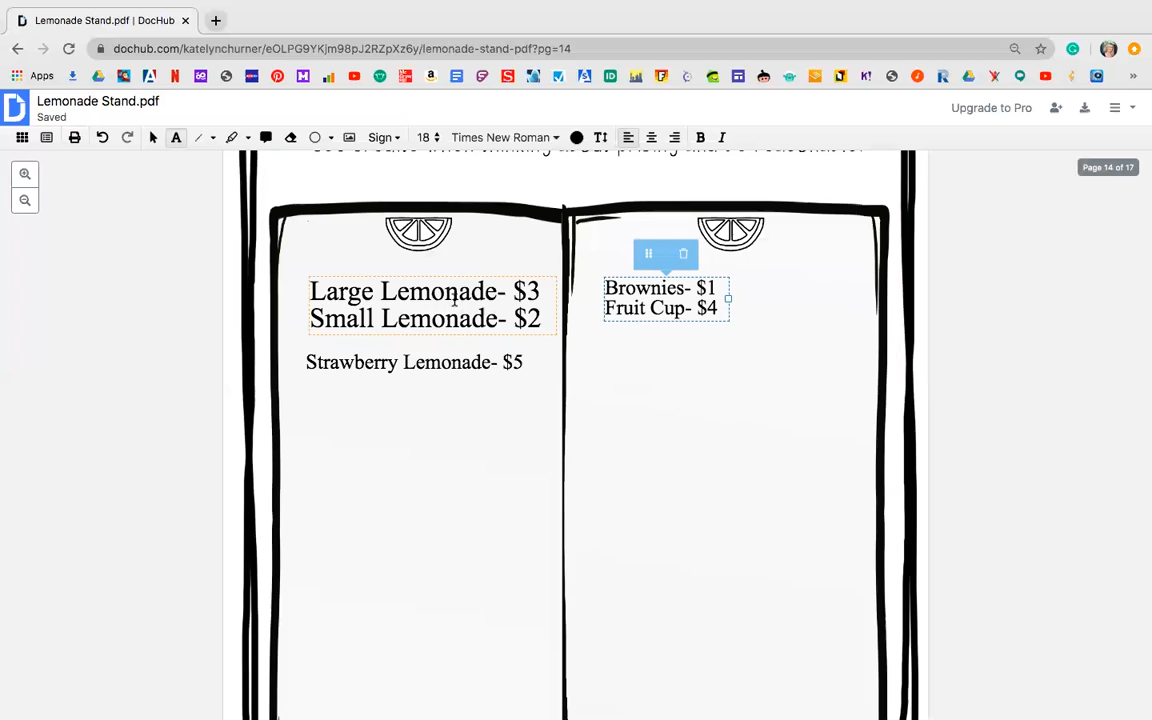 Lemonade Stand.pdf | DocHub
dochub.com/katelynchurner/eOLPG9YKjm98pJ2RZpXz6y/lemonade-stand-pdf?pg=14
Apps
Lemonade Stand.pdf
Saved
Upgrade to Pro
Sign
18
Times New Roman
Page 14 of 17
Large Lemonade- $3
Small Lemonade- $2
Strawberry Lemonade- $5
Brownies- $1
Fruit Cup- $4